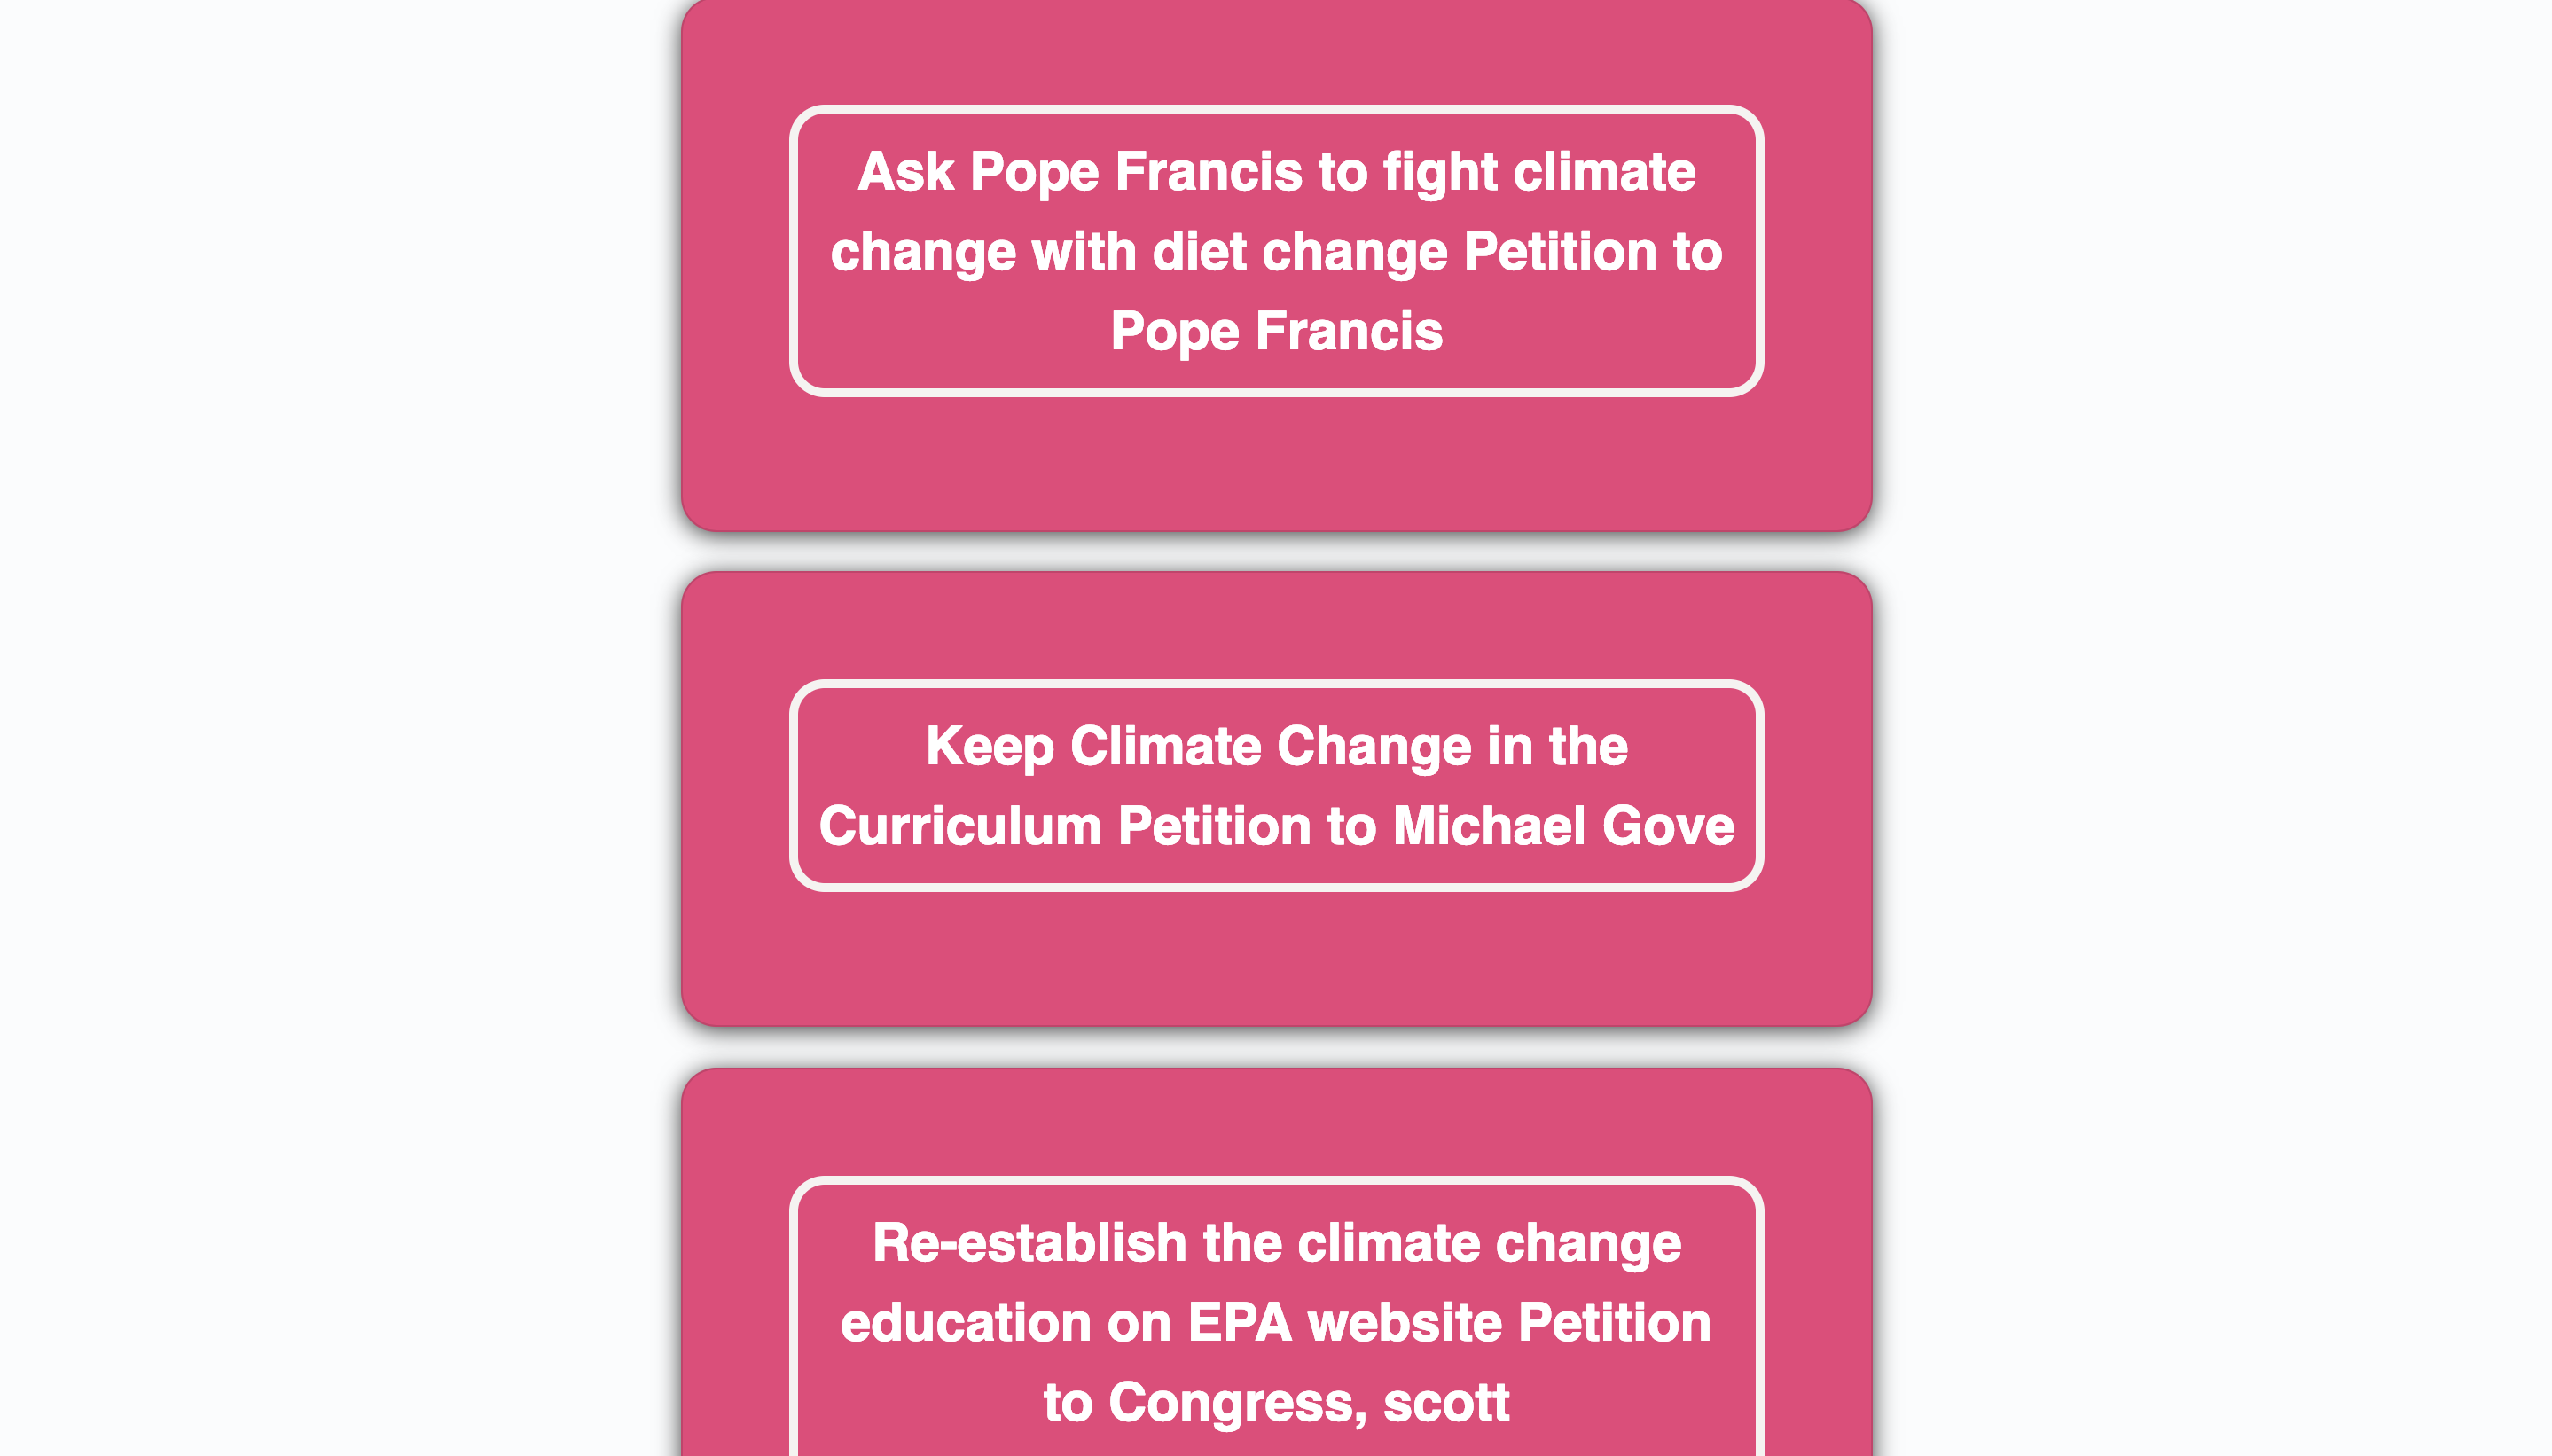 Ask Pope Francis to fight climate
change with diet change Petition to
Pope Francis
Keep Climate Change in the
Curriculum Petition to Michael Gove
Re-establish the climate change
education on EPA website Petition
to Congress, scott